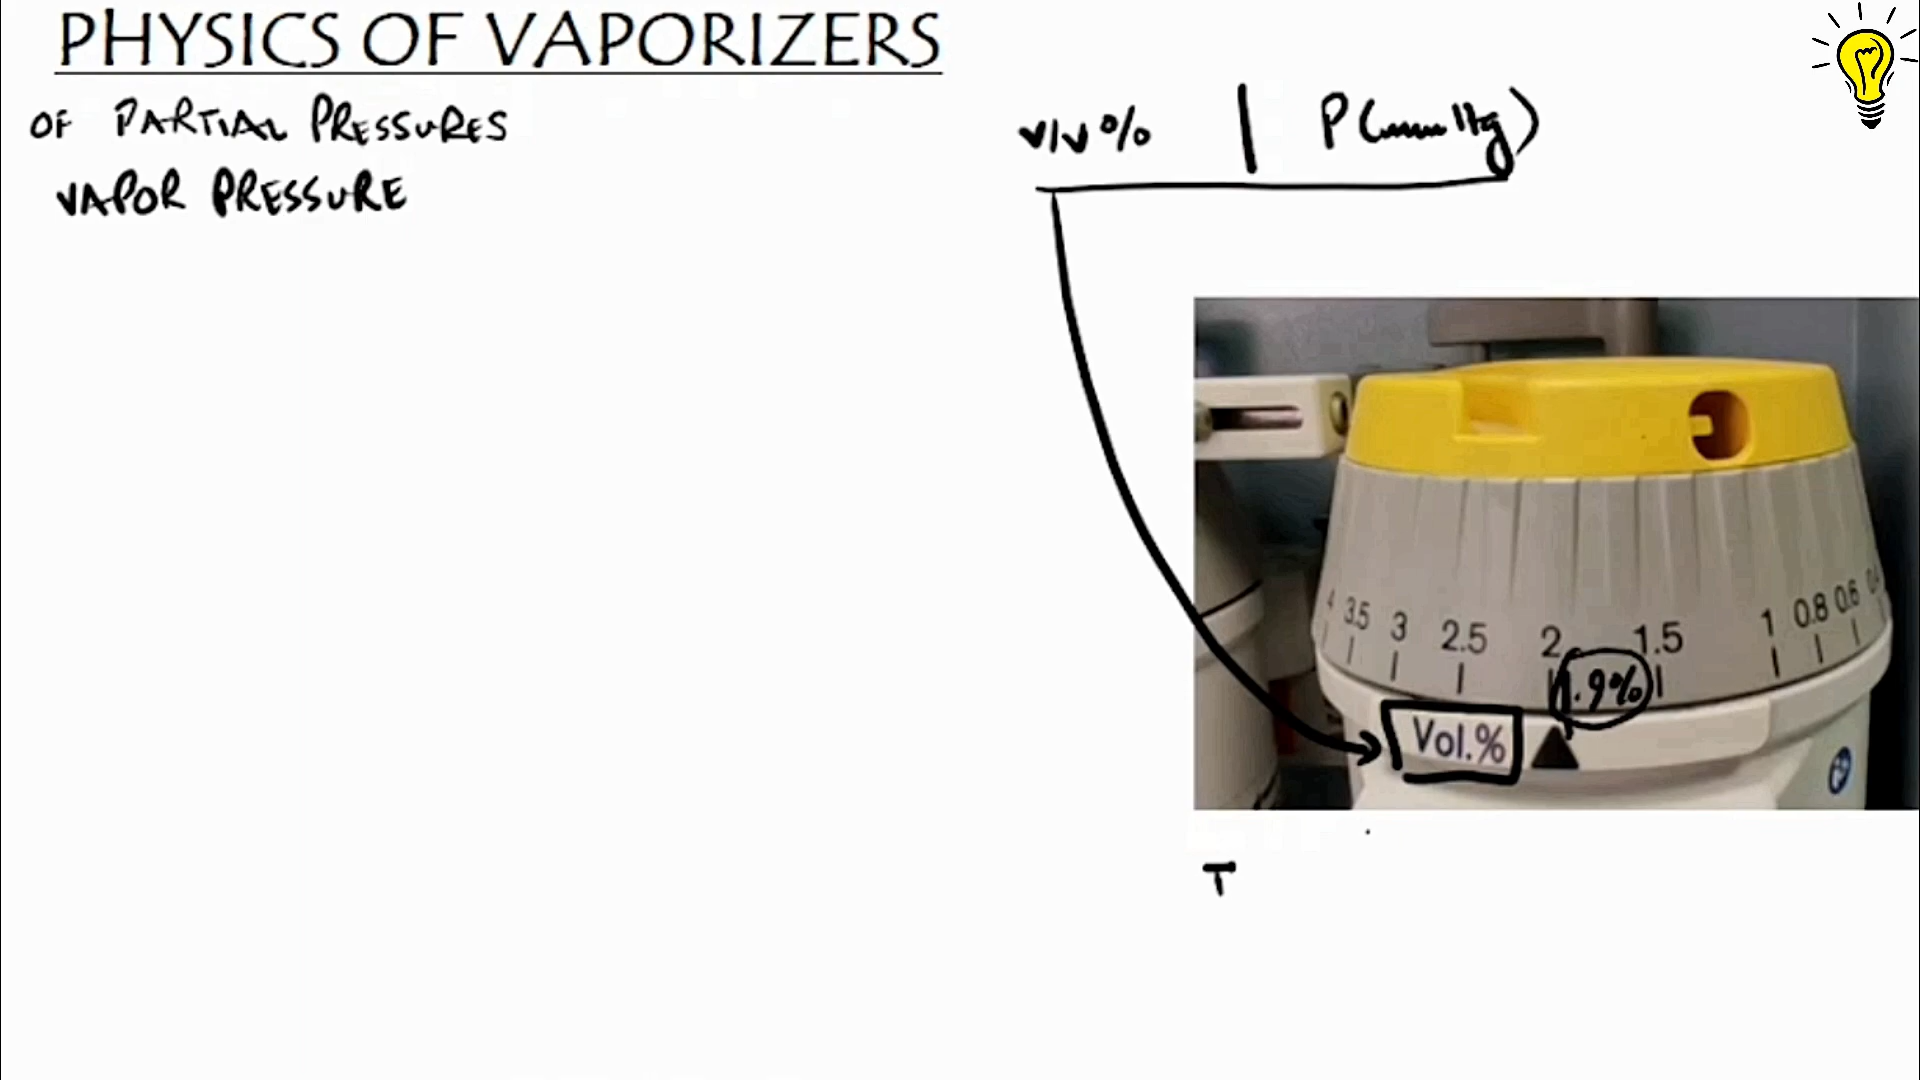 PHYSICS OF VAPORIZERS
OF PARTIAL PRESSURES
VAPOR PRESSURE
v/v% | P(mmHg)
4 3.5 3 2.5 2 1.5 1 0.8 0.6
1.9%
Vol.%
T